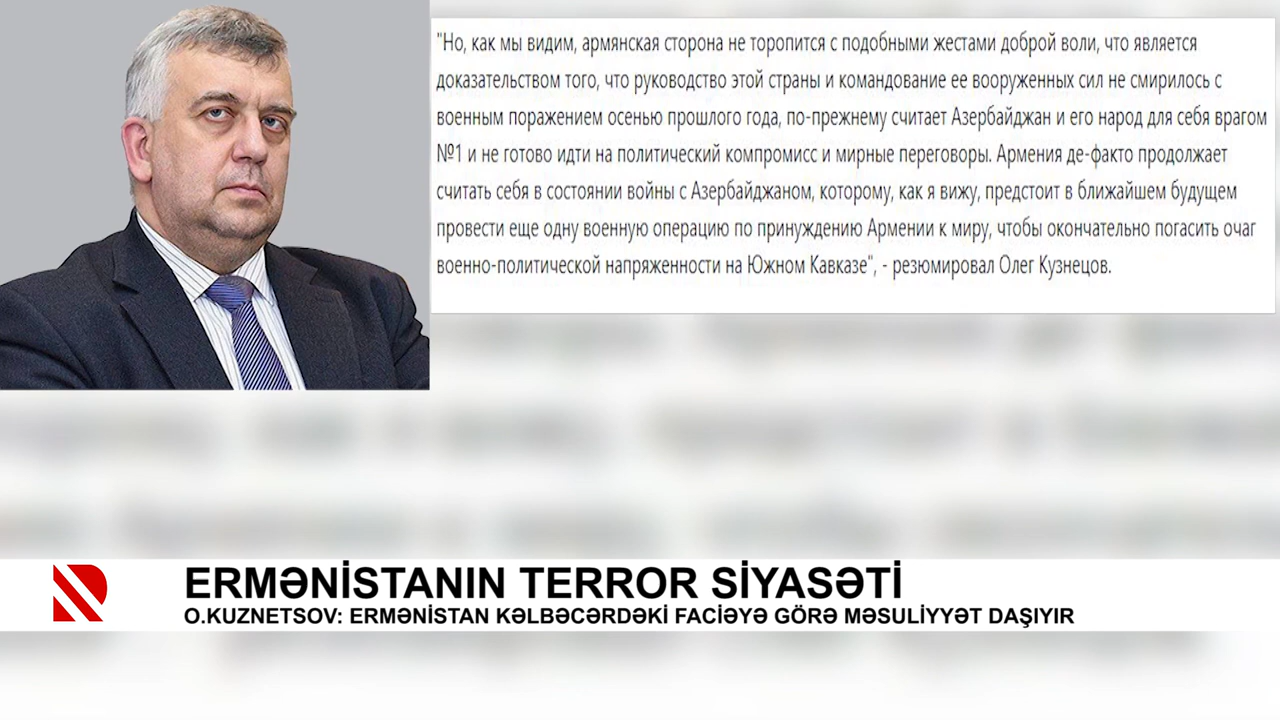 "Но, как мы видим, армянская сторона не торопится с подобными жестами доброй воли, что является
доказательством того, что руководство этой страны и командование ее вооруженных сил не смирилось с
военным поражением осенью прошлого года, по-прежнему считает Азербайджан и его народ для себя врагом
№1 и не готово идти на политический компромисс и мирные переговоры. Армения де-факто продолжает
считать себя в состоянии войны с Азербайджаном, которому, как я вижу, предстоит в ближайшем будущем
провести еще одну военную операцию по принуждению Армении к миру, чтобы окончательно погасить очаг
военно-политической напряженности на Южном Кавказе", - резюмировал Олег Кузнецов.
ERMƏNİSTANIN TERROR SİYASƏTİ
O.KUZNETSOV: ERMƏNİSTAN KƏLBƏCƏRDƏKİ FACİƏYƏ GÖRƏ MƏSULİYYƏT DAŞIYIR